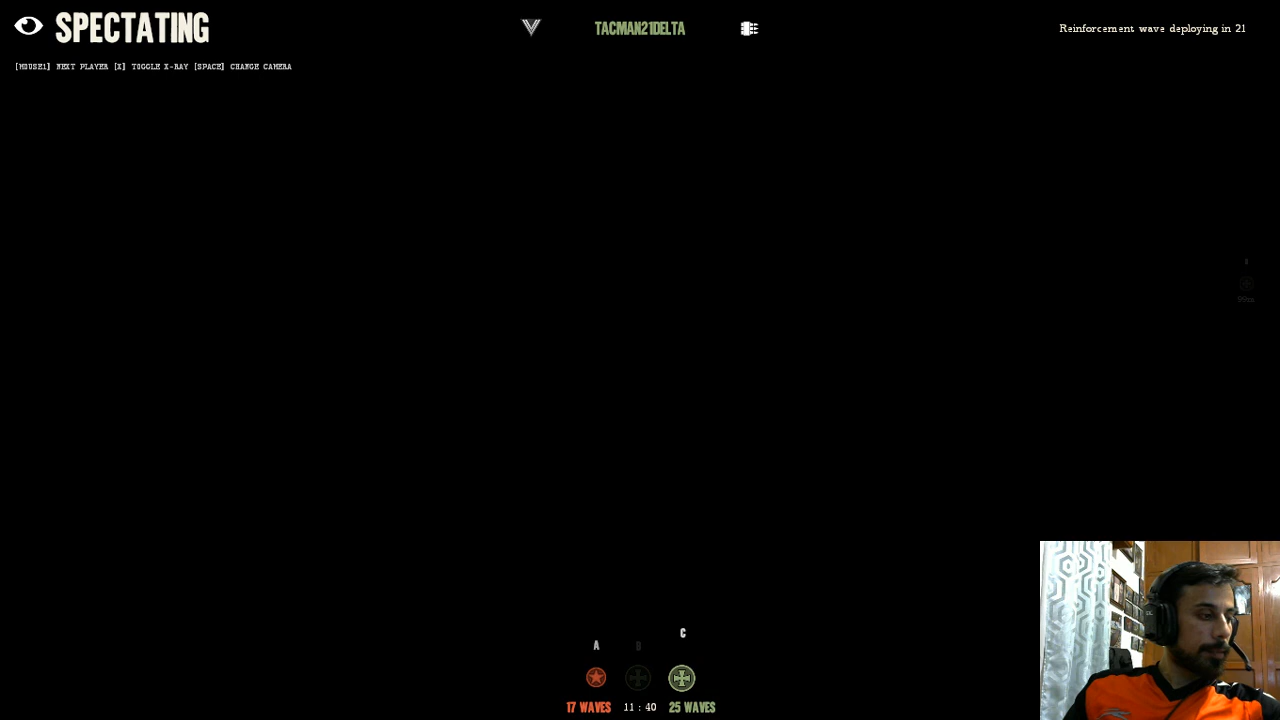 SPECTATING
TACMAN21DELTA
Reinforcement wave deploying in 21
[MOUSE1] NEXT PLAYER [X] TOGGLE X-RAY [SPACE] CHANGE CAMERA
A B C
17 WAVES 11 : 40 25 WAVES